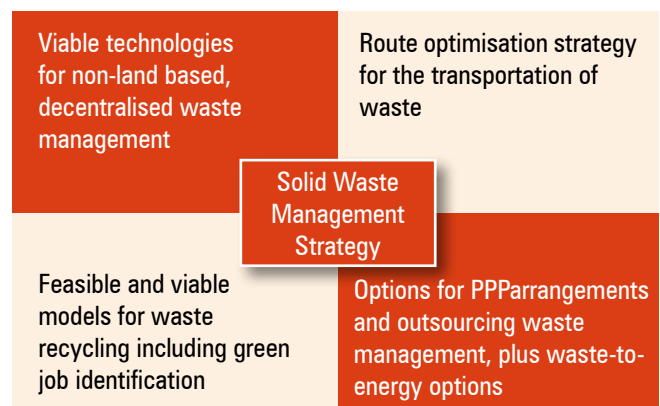 Viable technologies
for non-land based,
decentralised waste
management
Route optimisation strategy
for the transportation of
waste
Solid Waste
Management
Strategy
Feasible and viable
models for waste
recycling including green
job identification
Options for PPParrangements
and outsourcing waste
management, plus waste-to-
energy options